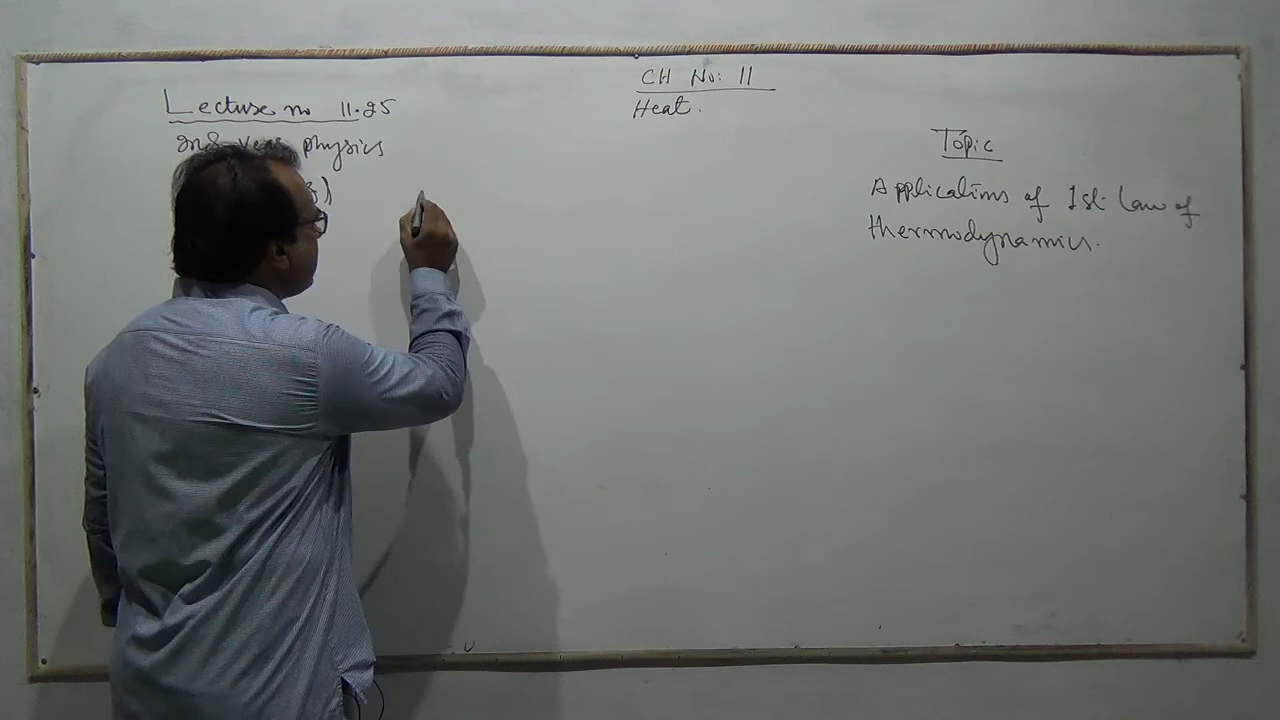 Lecture no 11.25
2nd year physics
CH No: 11
Heat.
Topic
Applications of 1st law of
thermodynamics.